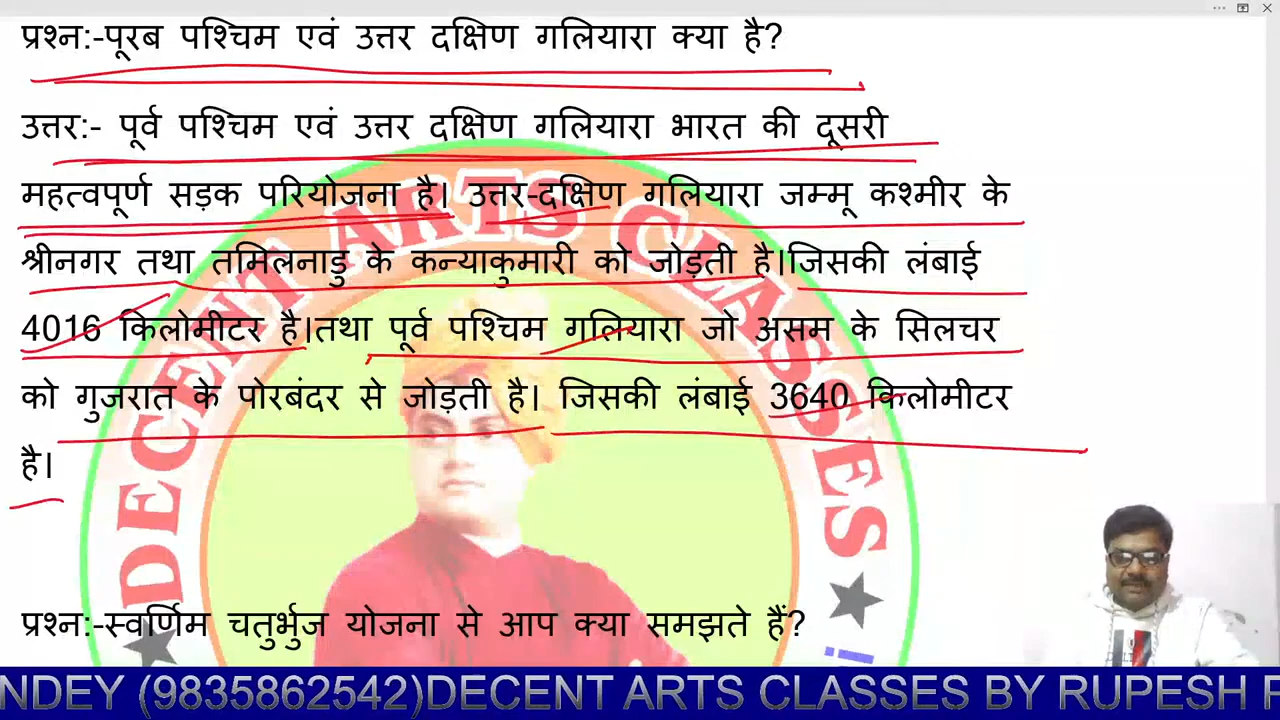 प्रश्न:-पूरब पश्चिम एवं उत्तर दक्षिण गलियारा क्या है?
उत्तर:- पूर्व पश्चिम एवं उत्तर दक्षिण गलियारा भारत की दूसरी
महत्वपूर्ण सड़क परियोजना है। उत्तर-दक्षिण गलियारा जम्मू कश्मीर के
श्रीनगर तथा तमिलनाडु के कन्याकुमारी को जोड़ती है।जिसकी लंबाई
4016 किलोमीटर है।तथा पूर्व पश्चिम गलियारा जो असम के सिलचर
को गुजरात के पोरबंदर से जोड़ती है। जिसकी लंबाई 3640 किलोमीटर
है।
DECENT ARTS CLASSES
प्रश्न:-स्वर्णिम चतुर्भुज योजना से आप क्या समझते हैं?
NDEY (9835862542)DECENT ARTS CLASSES BY RUPESH